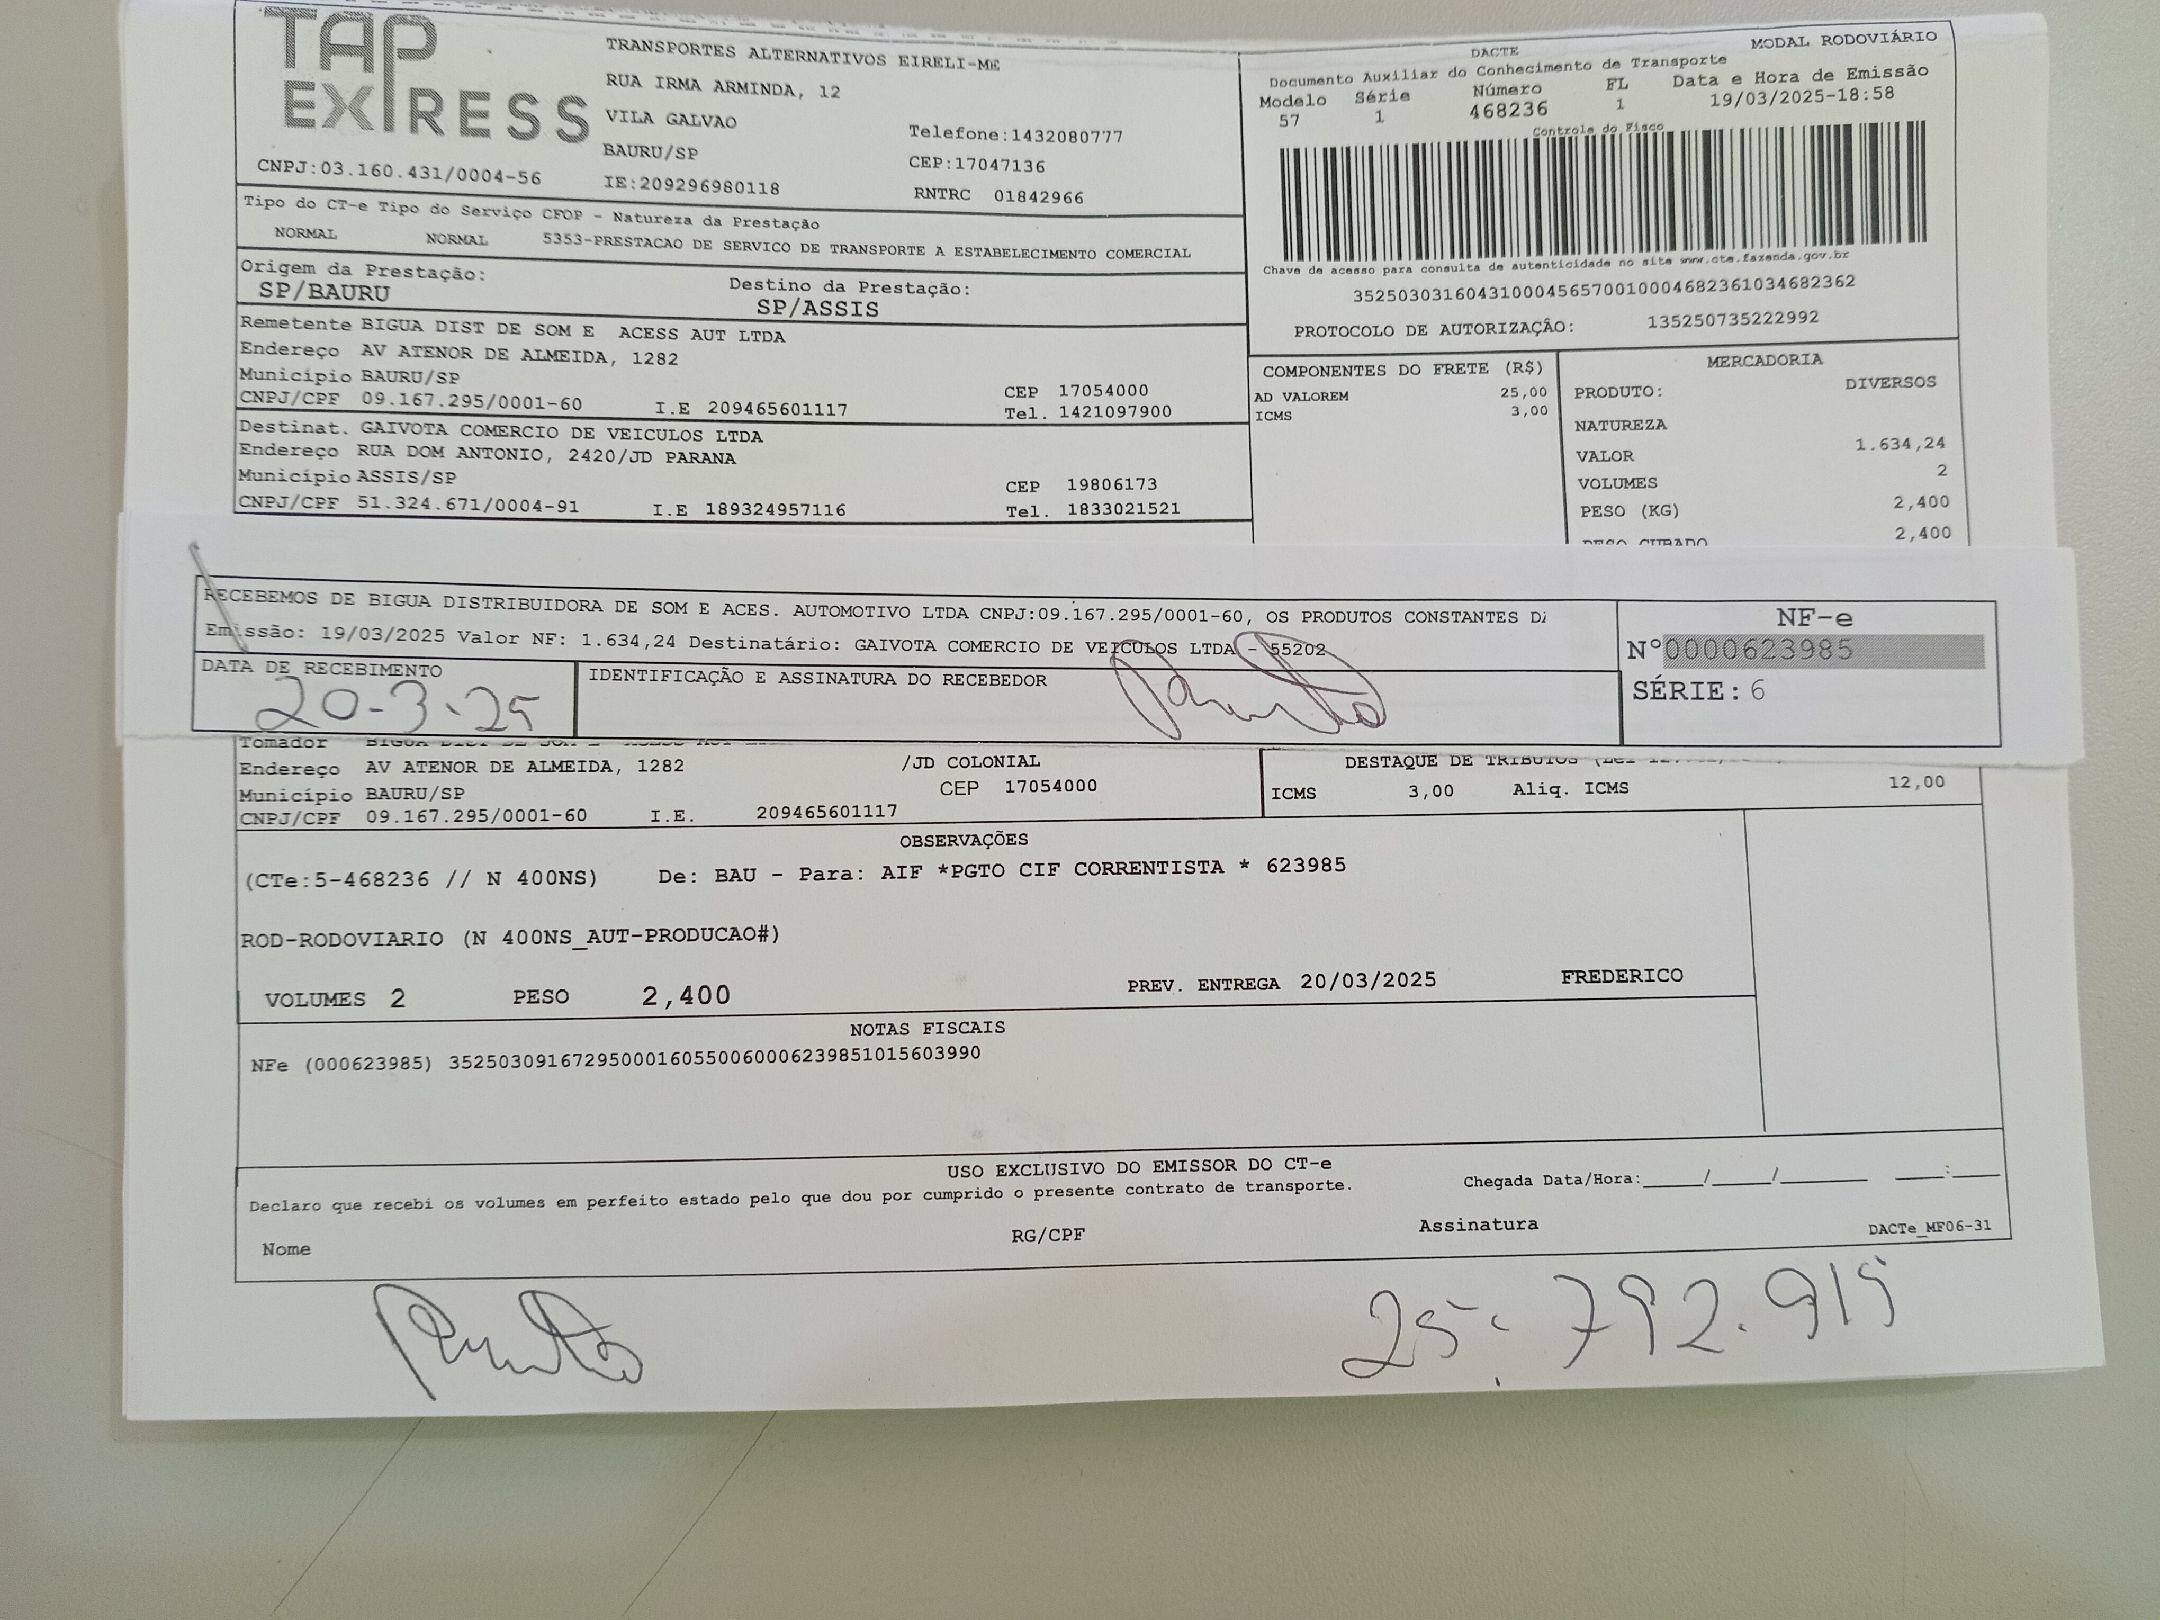 TAP
EXPRESS
CNPJ:03.160.431/0004-56
TRANSPORTES ALTERNATIVOS EIRELI-ME
RUA IRMA ARMINDA, 12
VILA GALVAO
BAURU/SP
IE:209296980118
Telefone:1432080777
CEP:17047136
RNTRC 01842966
DACTE
MODAL RODOVIÁRIO
Documento Auxiliar do Conhecimento de Transporte
Modelo Série Número FL Data e Hora de Emissão
57 1 468236 1 19/03/2025-18:58
Controle do Fisco
Chave de acesso para consulta de autenticidade no site www.cte.fazenda.gov.br
35250303160431000456570010004682361034682362
PROTOCOLO DE AUTORIZAÇÃO: 135250735222992
Tipo do CT-e Tipo do Serviço CFOP - Natureza da Prestação
NORMAL NORMAL 5353-PRESTACAO DE SERVICO DE TRANSPORTE A ESTABELECIMENTO COMERCIAL
Origem da Prestação: Destino da Prestação:
SP/BAURU SP/ASSIS
Remetente BIGUA DIST DE SOM E ACESS AUT LTDA
Endereço AV ATENOR DE ALMEIDA, 1282
Município BAURU/SP CEP 17054000
CNPJ/CPF 09.167.295/0001-60 I.E 209465601117 Tel. 1421097900
Destinat. GAIVOTA COMERCIO DE VEICULOS LTDA
Endereço RUA DOM ANTONIO, 2420/JD PARANA
Município ASSIS/SP CEP 19806173
CNPJ/CPF 51.324.671/0004-91 I.E 189324957116 Tel. 1833021521
COMPONENTES DO FRETE (R$)
AD VALOREM 25,00
ICMS 3,00
MERCADORIA
PRODUTO: DIVERSOS
NATUREZA
VALOR 1.634,24
VOLUMES 2
PESO (KG) 2,400
PESO CUBADO 2,400
RECEBEMOS DE BIGUA DISTRIBUIDORA DE SOM E ACES. AUTOMOTIVO LTDA CNPJ:09.167.295/0001-60, OS PRODUTOS CONSTANTES
Emissão: 19/03/2025 Valor NF: 1.634,24 Destinatário: GAIVOTA COMERCIO DE VEICULOS LTDA - 55202
DATA DE RECEBIMENTO
20-3-25
IDENTIFICAÇÃO E ASSINATURA DO RECEBEDOR
NF-e
Nº0000623985
SÉRIE: 6
Tomador BIGUA DIST DE SOM E ACESS AUT
Endereço AV ATENOR DE ALMEIDA, 1282 /JD COLONIAL
Município BAURU/SP CEP 17054000
CNPJ/CPF 09.167.295/0001-60 I.E. 209465601117
DESTAQUE DE TRIBUTOS
ICMS 3,00 Aliq. ICMS 12,00
OBSERVAÇÕES
(CTe:5-468236 // N 400NS) De: BAU - Para: AIF *PGTO CIF CORRENTISTA * 623985
ROD-RODOVIARIO (N 400NS_AUT-PRODUCAO#)
VOLUMES 2 PESO 2,400 PREV. ENTREGA 20/03/2025 FREDERICO
NOTAS FISCAIS
NFe (000623985) 35250309167295000160550060006239851015603990
USO EXCLUSIVO DO EMISSOR DO CT-e
Declaro que recebi os volumes em perfeito estado pelo que dou por cumprido o presente contrato de transporte.
Chegada Data/Hora:_____/_____/_______ ____:____
Nome RG/CPF Assinatura DACTe_MF06-31
25.792.915